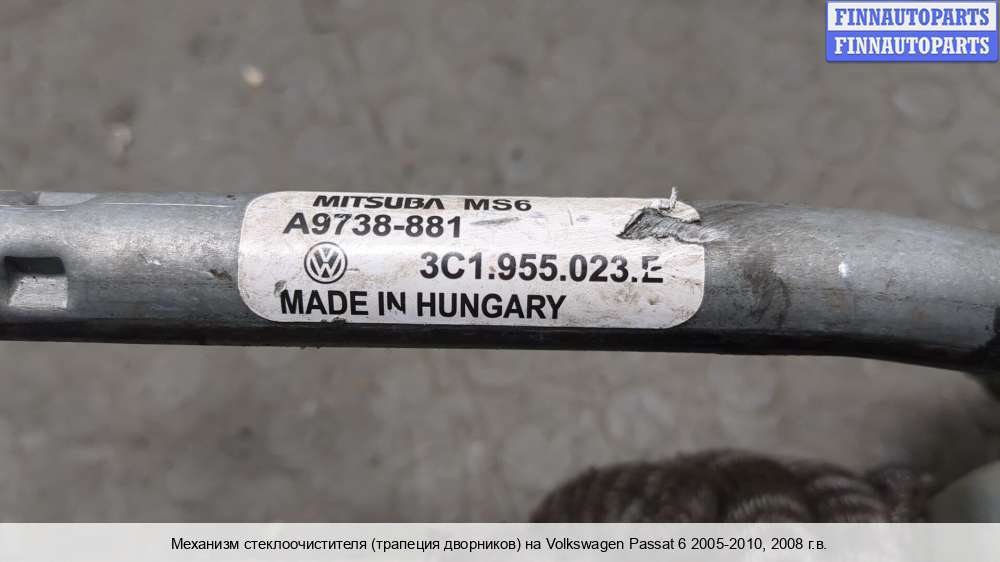 FINNAUTOPARTS
FINNAUTOPARTS
MITSUBA MS6
A9738-881
3C1.955.023.E
MADE IN HUNGARY
Механизм стеклоочистителя (трапеция дворников) на Volkswagen Passat 6 2005-2010, 2008 г.в.